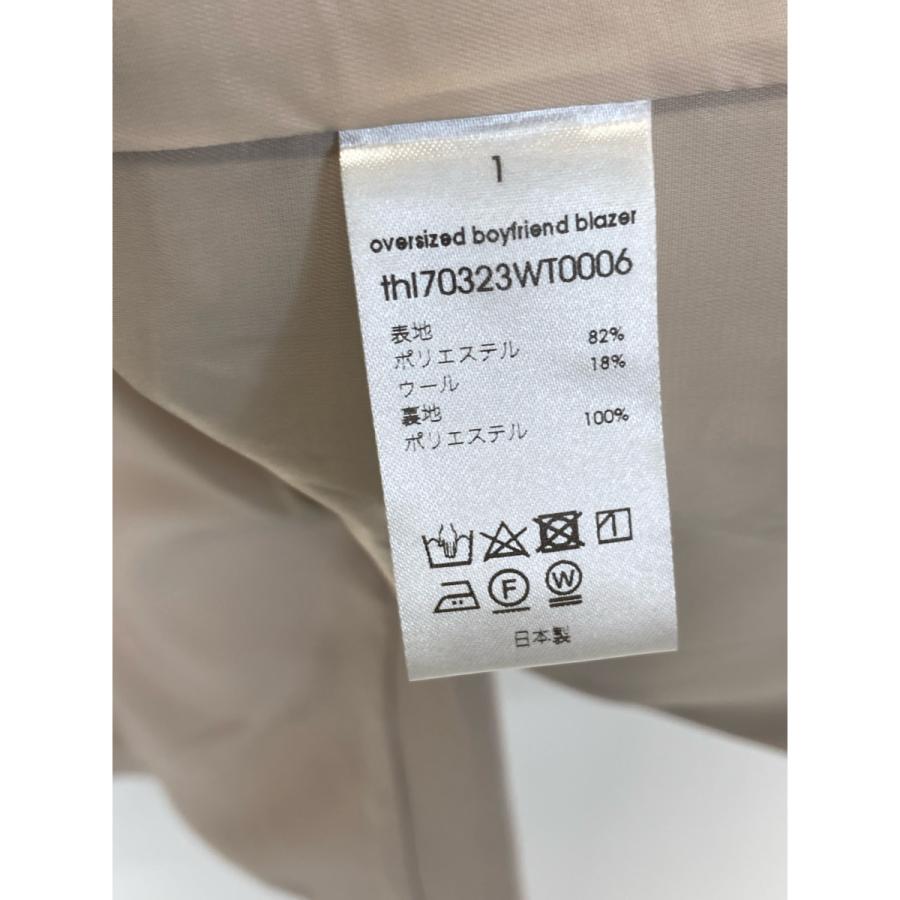 1
oversized boyfriend blazer
thl70323WT0006
表地
ポリエステル 82%
ウール 18%
裏地
ポリエステル 100%
F W
日本製